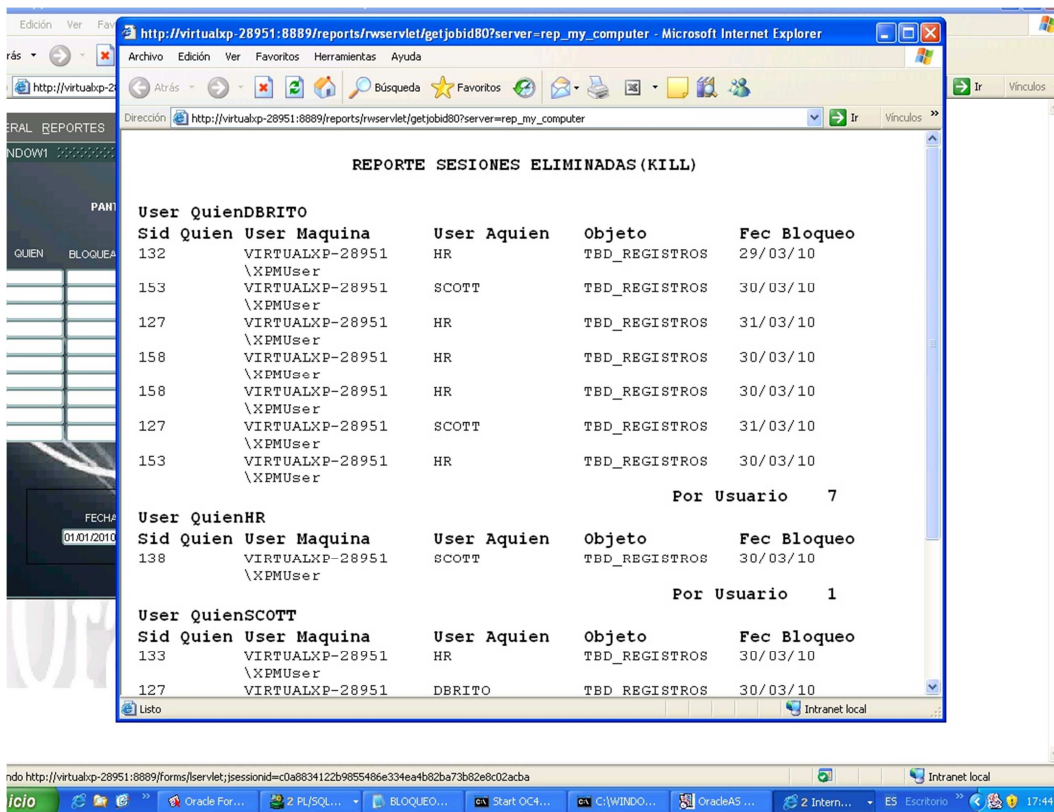 Edición Ver Fav
http://virtualxp-28951:8889/reports/rwservlet/getjobid80?server=rep_my_computer - Microsoft Internet Explorer
Archivo Edición Ver Favoritos Herramientas Ayuda
rás
Atrás Búsqueda Favoritos
http://virtualxp-2
Ir Vínculos
Dirección http://virtualxp-28951:8889/reports/rwservlet/getjobid80?server=rep_my_computer Ir Vínculos »
ERAL REPORTES
NDOW1
PANT
QUIEN BLOQUEA
FECHA
01/01/2010
REPORTE SESIONES ELIMINADAS(KILL)
User QuienDBRITO
Sid Quien User Maquina User Aquien Objeto Fec Bloqueo
132 VIRTUALXP-28951 HR TBD_REGISTROS 29/03/10
\XPMUser
153 VIRTUALXP-28951 SCOTT TBD_REGISTROS 30/03/10
\XPMUser
127 VIRTUALXP-28951 HR TBD_REGISTROS 31/03/10
\XPMUser
158 VIRTUALXP-28951 HR TBD_REGISTROS 30/03/10
\XPMUser
158 VIRTUALXP-28951 HR TBD_REGISTROS 30/03/10
\XPMUser
127 VIRTUALXP-28951 SCOTT TBD_REGISTROS 31/03/10
\XPMUser
153 VIRTUALXP-28951 HR TBD_REGISTROS 30/03/10
\XPMUser
Por Usuario 7
User QuienHR
Sid Quien User Maquina User Aquien Objeto Fec Bloqueo
138 VIRTUALXP-28951 SCOTT TBD_REGISTROS 30/03/10
\XPMUser
Por Usuario 1
User QuienSCOTT
Sid Quien User Maquina User Aquien Objeto Fec Bloqueo
133 VIRTUALXP-28951 HR TBD_REGISTROS 30/03/10
\XPMUser
127 VIRTUALXP-28951 DBRITO TBD_REGISTROS 30/03/10
Listo Intranet local
ndo http://virtualxp-28951:8889/forms/lservlet;jsessionid=c0a8834122b9855486e334ea4b82ba73b82e8c02acba Intranet local
icio » Oracle For... 2 PL/SQL... BLOQUEO... Start OC4... C:\WINDO... OracleAS ... 2 Intern... ES Escritorio » 17:44